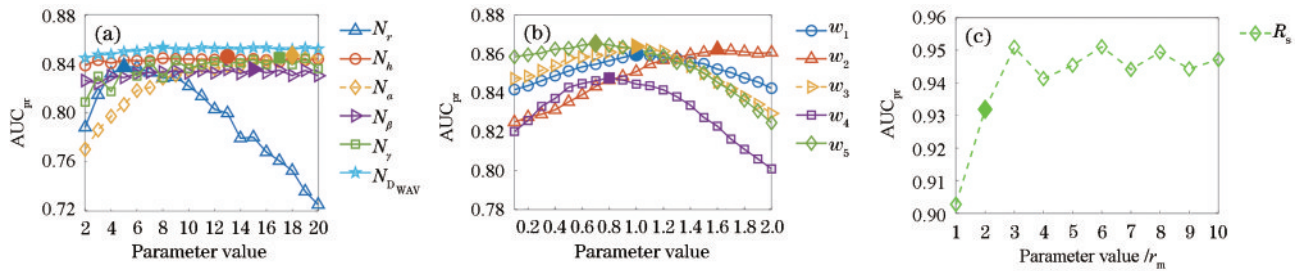 (a)
AUCpr
0.88
0.84
0.80
0.76
0.72
2 4 6 8 10 12 14 16 18 20
Parameter value
Nr
Nh
Nα
Nβ
Nγ
NDWAV
(b)
AUCpr
0.88
0.86
0.84
0.82
0.80
0.78
0.2 0.4 0.6 0.8 1.0 1.2 1.4 1.6 1.8 2.0
Parameter value
w1
w2
w3
w4
w5
(c)
AUCpr
0.96
0.95
0.94
0.93
0.92
0.91
0.90
1 2 3 4 5 6 7 8 9 10
Parameter value /rm
Rs